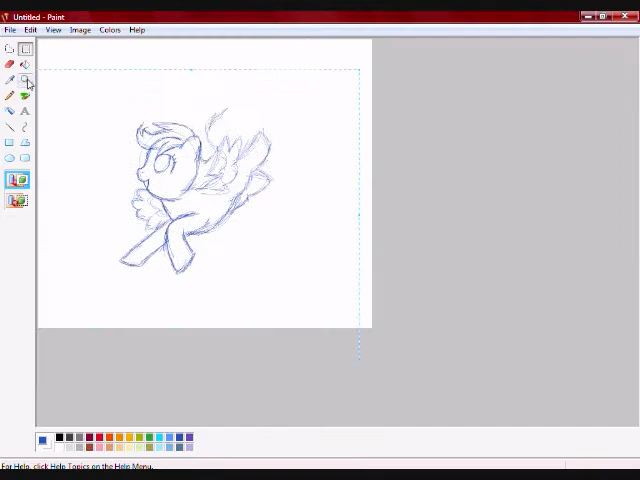 Untitled - Paint
File Edit View Image Colors Help
A
For Help, click Help Topics on the Help Menu.